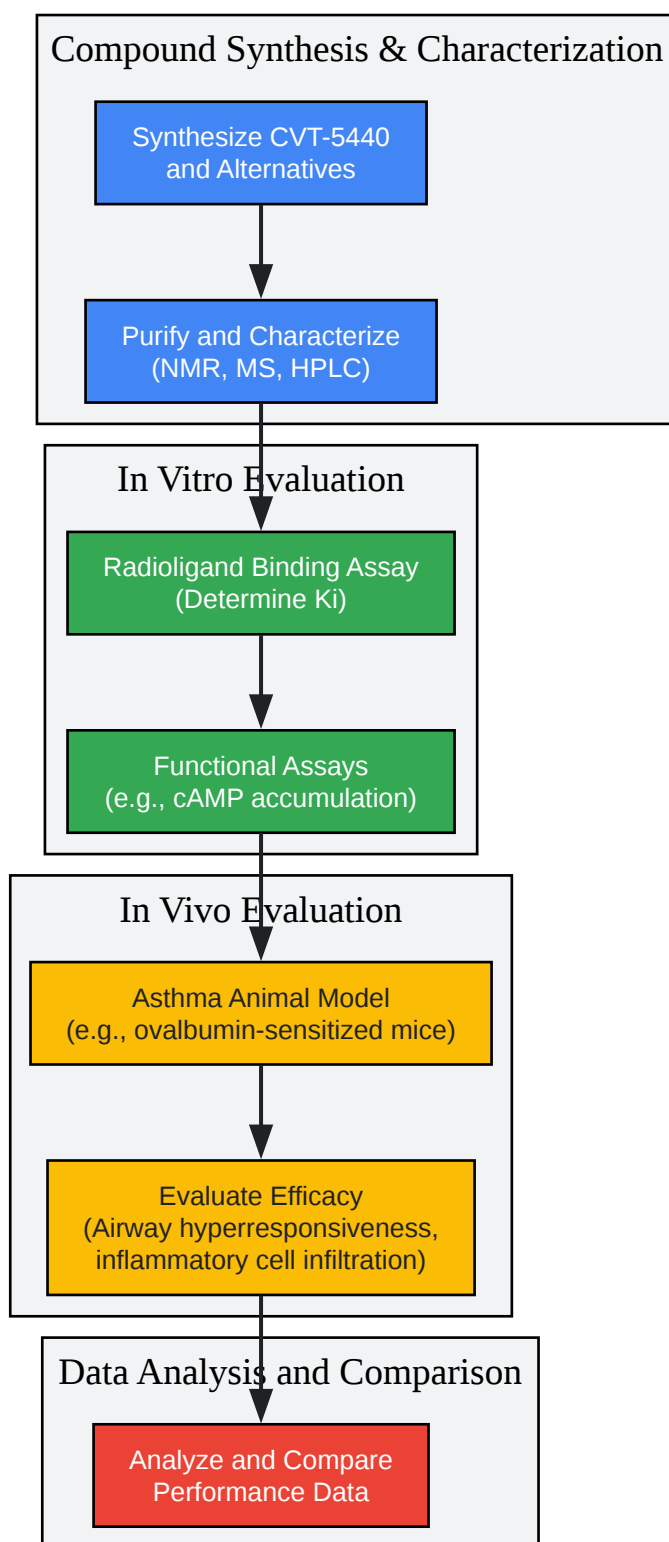 Compound Synthesis & Characterization
Synthesize CVT-5440
and Alternatives
Purify and Characterize
(NMR, MS, HPLC)
In Vitro Evaluation
Radioligand Binding Assay
(Determine Ki)
Functional Assays
(e.g., cAMP accumulation)
In Vivo Evaluation
Asthma Animal Model
(e.g., ovalbumin-sensitized mice)
Evaluate Efficacy
(Airway hyperresponsiveness,
inflammatory cell infiltration)
Data Analysis and Comparison
Analyze and Compare
Performance Data